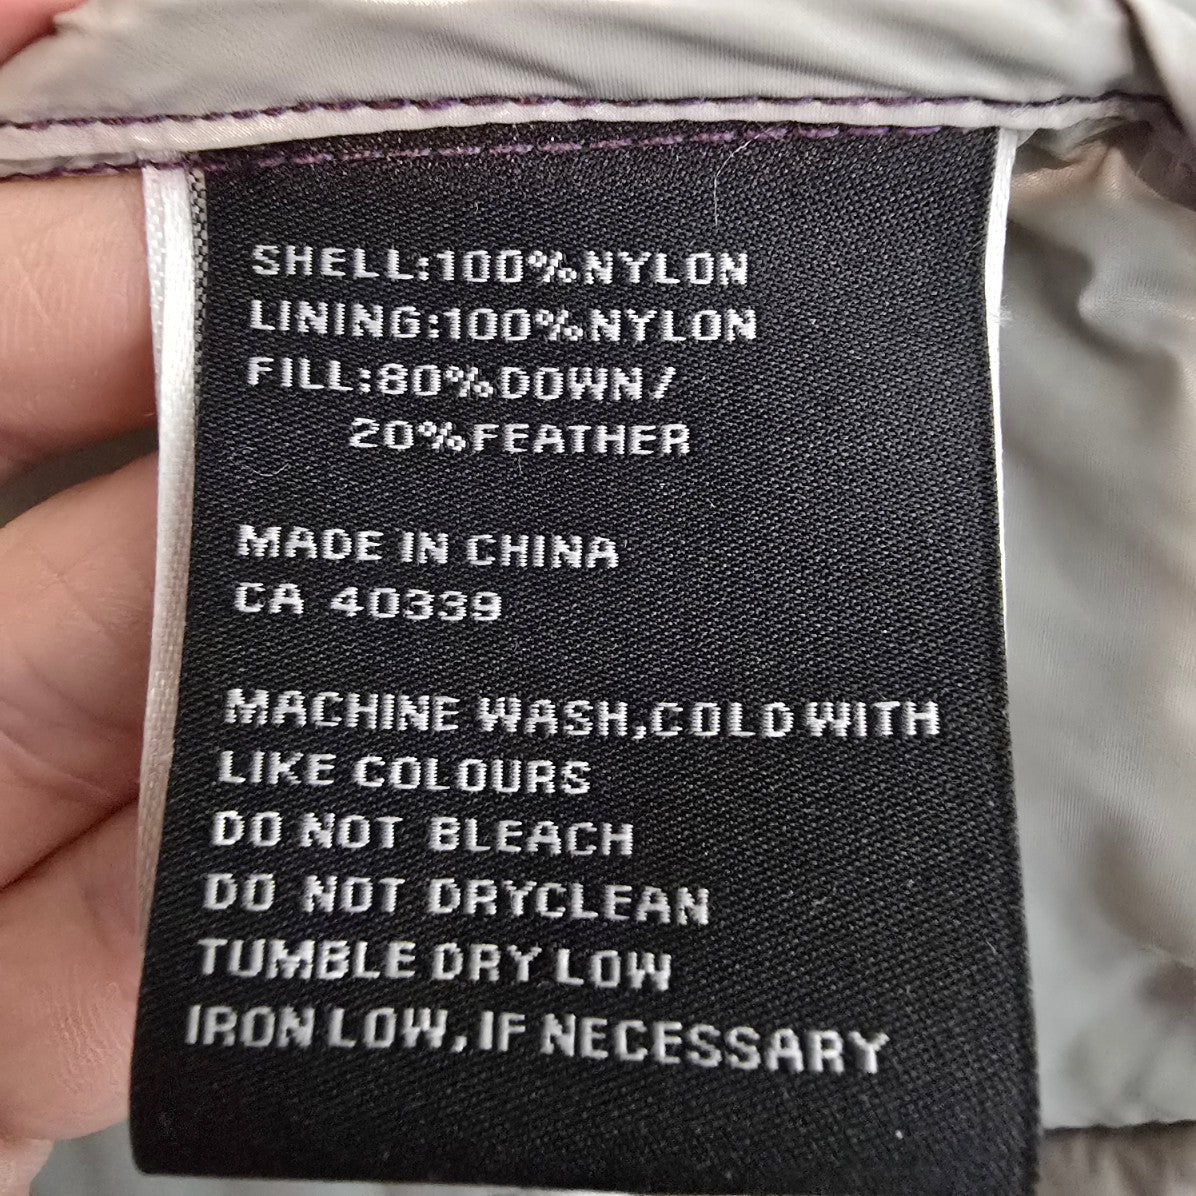 SHELL:100%NYLON
LINING:100%NYLON
FILL:80%DOWN/
20%FEATHER
MADE IN CHINA
CA 40339
MACHINE WASH,COLD WITH
LIKE COLOURS
DO NOT BLEACH
DO NOT DRYCLEAN
TUMBLE DRY LOW
IRON LOW,IF NECESSARY